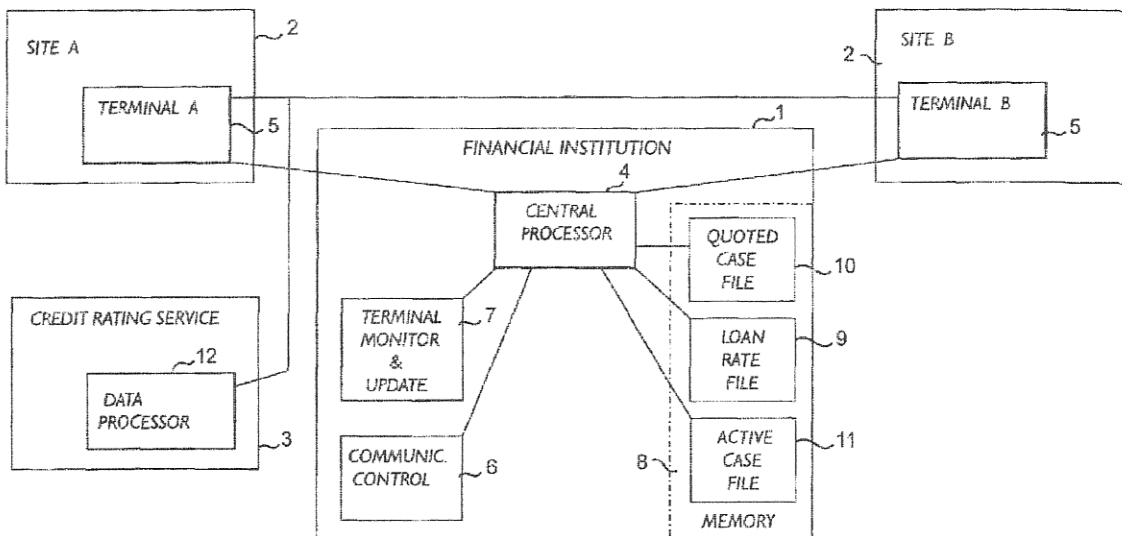 SITE A
2
TERMINAL A
5
SITE B
2
TERMINAL B
5
1
FINANCIAL INSTITUTION
4
CENTRAL
PROCESSOR
QUOTED
CASE
FILE
10
CREDIT RATING SERVICE
12
DATA
PROCESSOR
3
TERMINAL
MONITOR
&
UPDATE
7
LOAN
RATE
FILE
9
COMMUNIC.
CONTROL
6
ACTIVE
CASE
FILE
11
8
MEMORY